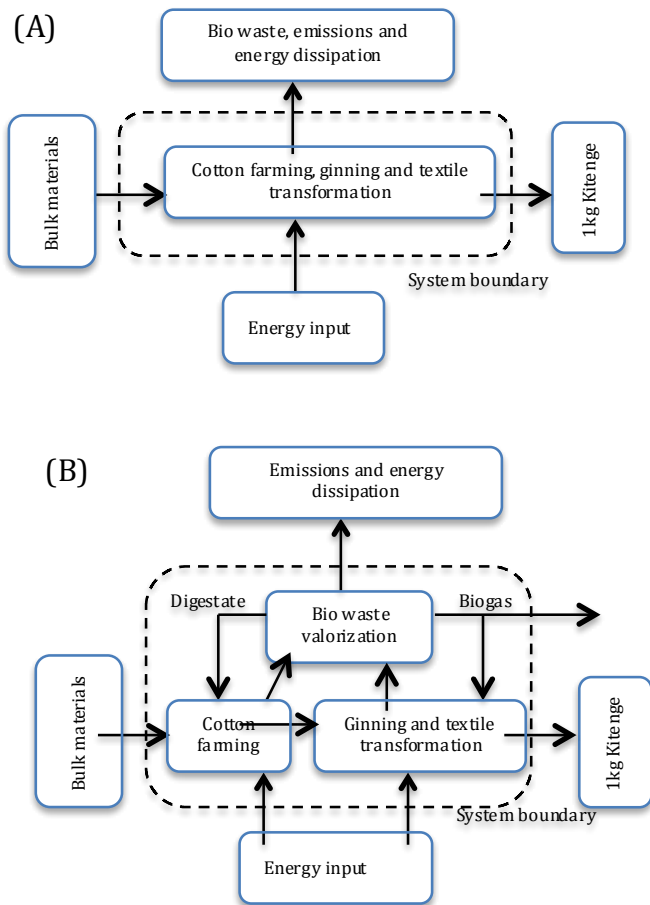 (A)
Bio waste, emissions and
energy dissipation
Bulk materials
Cotton farming, ginning and textile
transformation
1kg Kitenge
System boundary
Energy input
(B)
Emissions and energy
dissipation
Digestate
Bio waste
valorization
Biogas
Bulk materials
Cotton
farming
Ginning and textile
transformation
1kg Kitenge
System boundary
Energy input